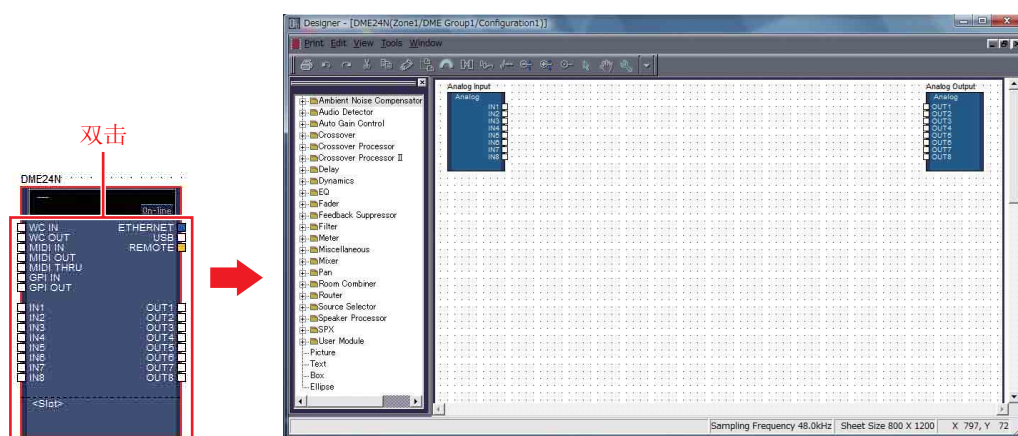 双击
DME24N
On-line
WC IN ETHERNET
WC OUT USB
MIDI IN REMOTE
MIDI OUT
MIDI THRU
GPI IN
GPI OUT
IN1 OUT1
IN2 OUT2
IN3 OUT3
IN4 OUT4
IN5 OUT5
IN6 OUT6
IN7 OUT7
IN8 OUT8
<Slot>
Designer - [DME24N(Zone1/DME Group1/Configuration1)]
Print Edit View Tools Window
Ambient Noise Compensator
Audio Detector
Auto Gain Control
Crossover
Crossover Processor
Crossover Processor II
Delay
Dynamics
EQ
Fader
Feedback Suppressor
Filter
Meter
Miscellaneous
Mixer
Pan
Room Combiner
Router
Source Selector
Speaker Processor
SPX
User Module
Picture
Text
Box
Ellipse
Analog Input
Analog
IN1
IN2
IN3
IN4
IN5
IN6
IN7
IN8
Analog Output
Analog
OUT1
OUT2
OUT3
OUT4
OUT5
OUT6
OUT7
OUT8
Sampling Frequency 48.0kHz Sheet Size 800 X 1200 X 797, Y 72